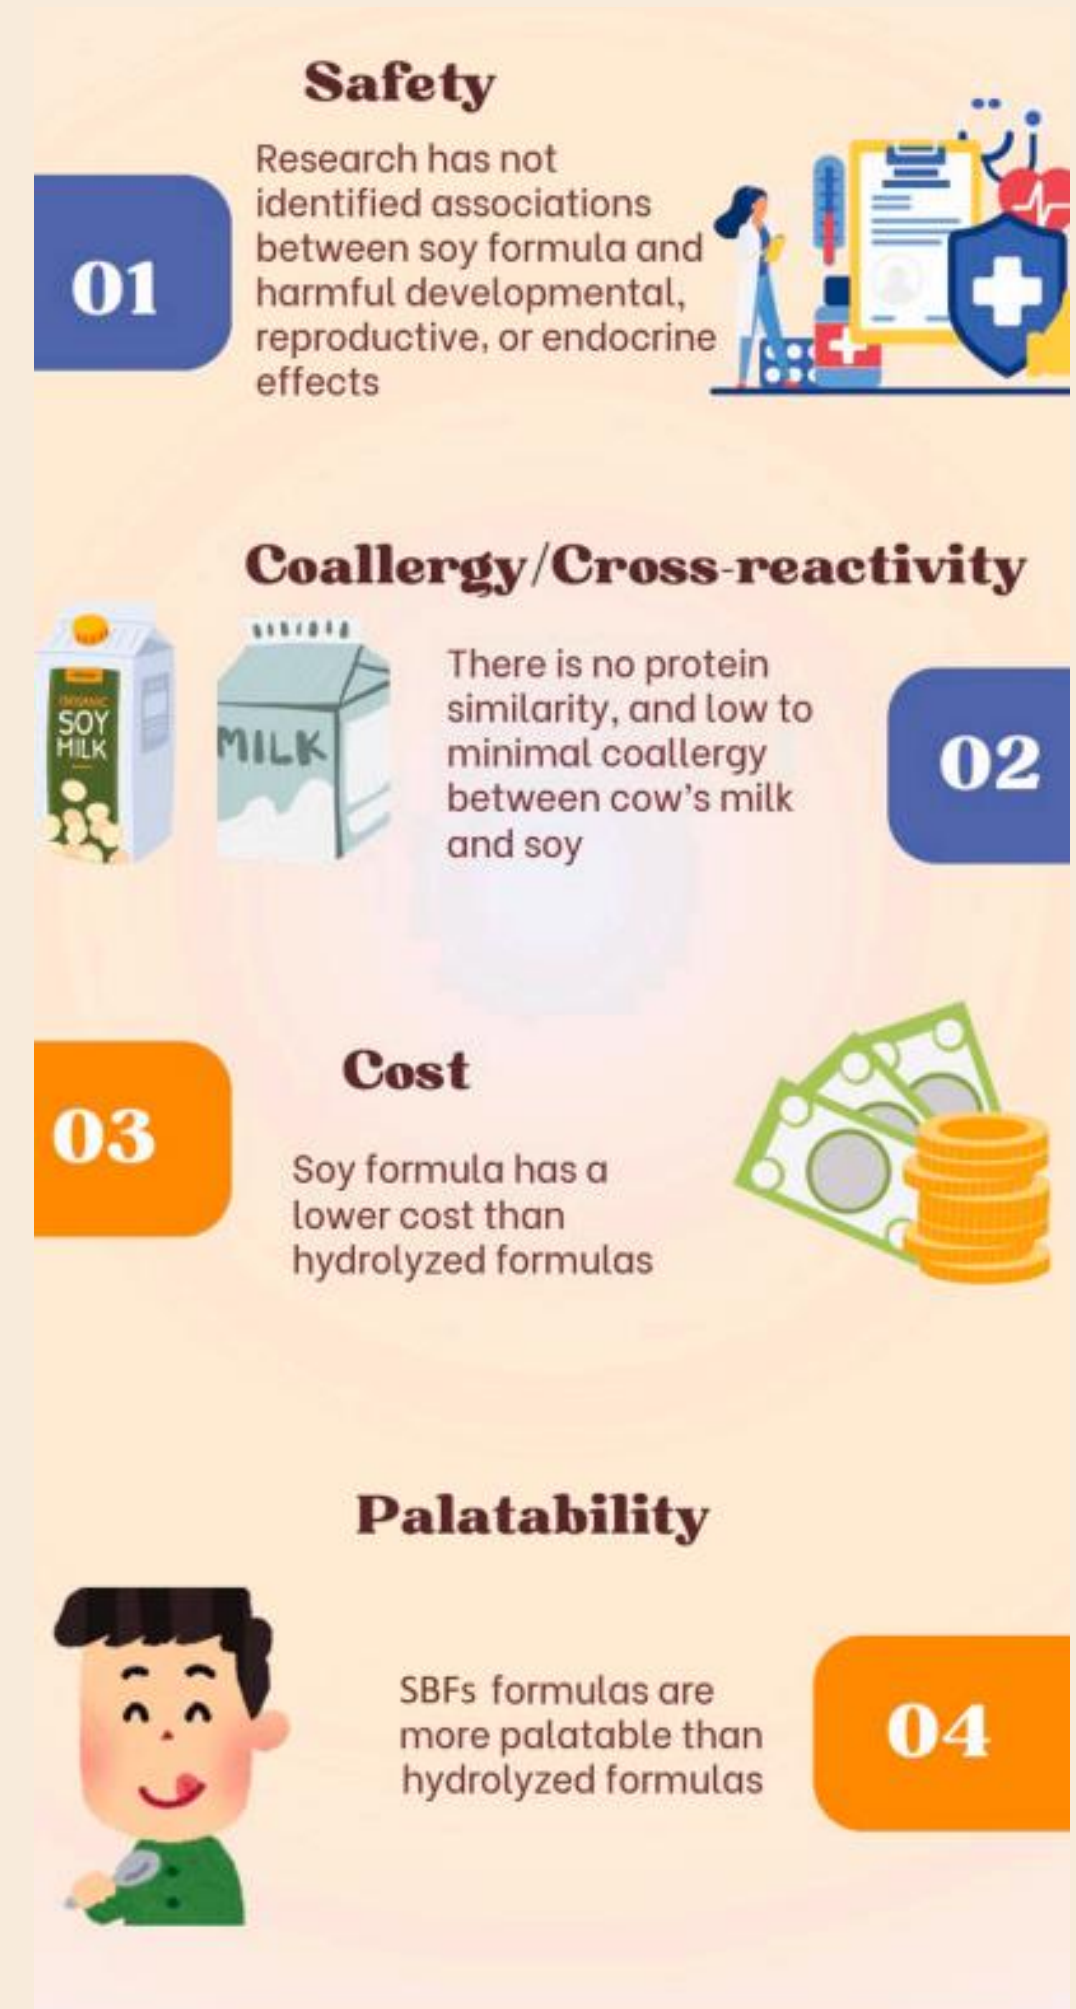 Safety
Research has not
identified associations
between soy formula and
harmful developmental,
reproductive, or endocrine
effects
01
Coallergy/Cross-reactivity
ORGANIC
SOY
MILK
MILK
There is no protein
similarity, and low to
minimal coallergy
between cow's milk
and soy
02
03
Cost
Soy formula has a
lower cost than
hydrolyzed formulas
Palatability
SBFs formulas are
more palatable than
hydrolyzed formulas
04